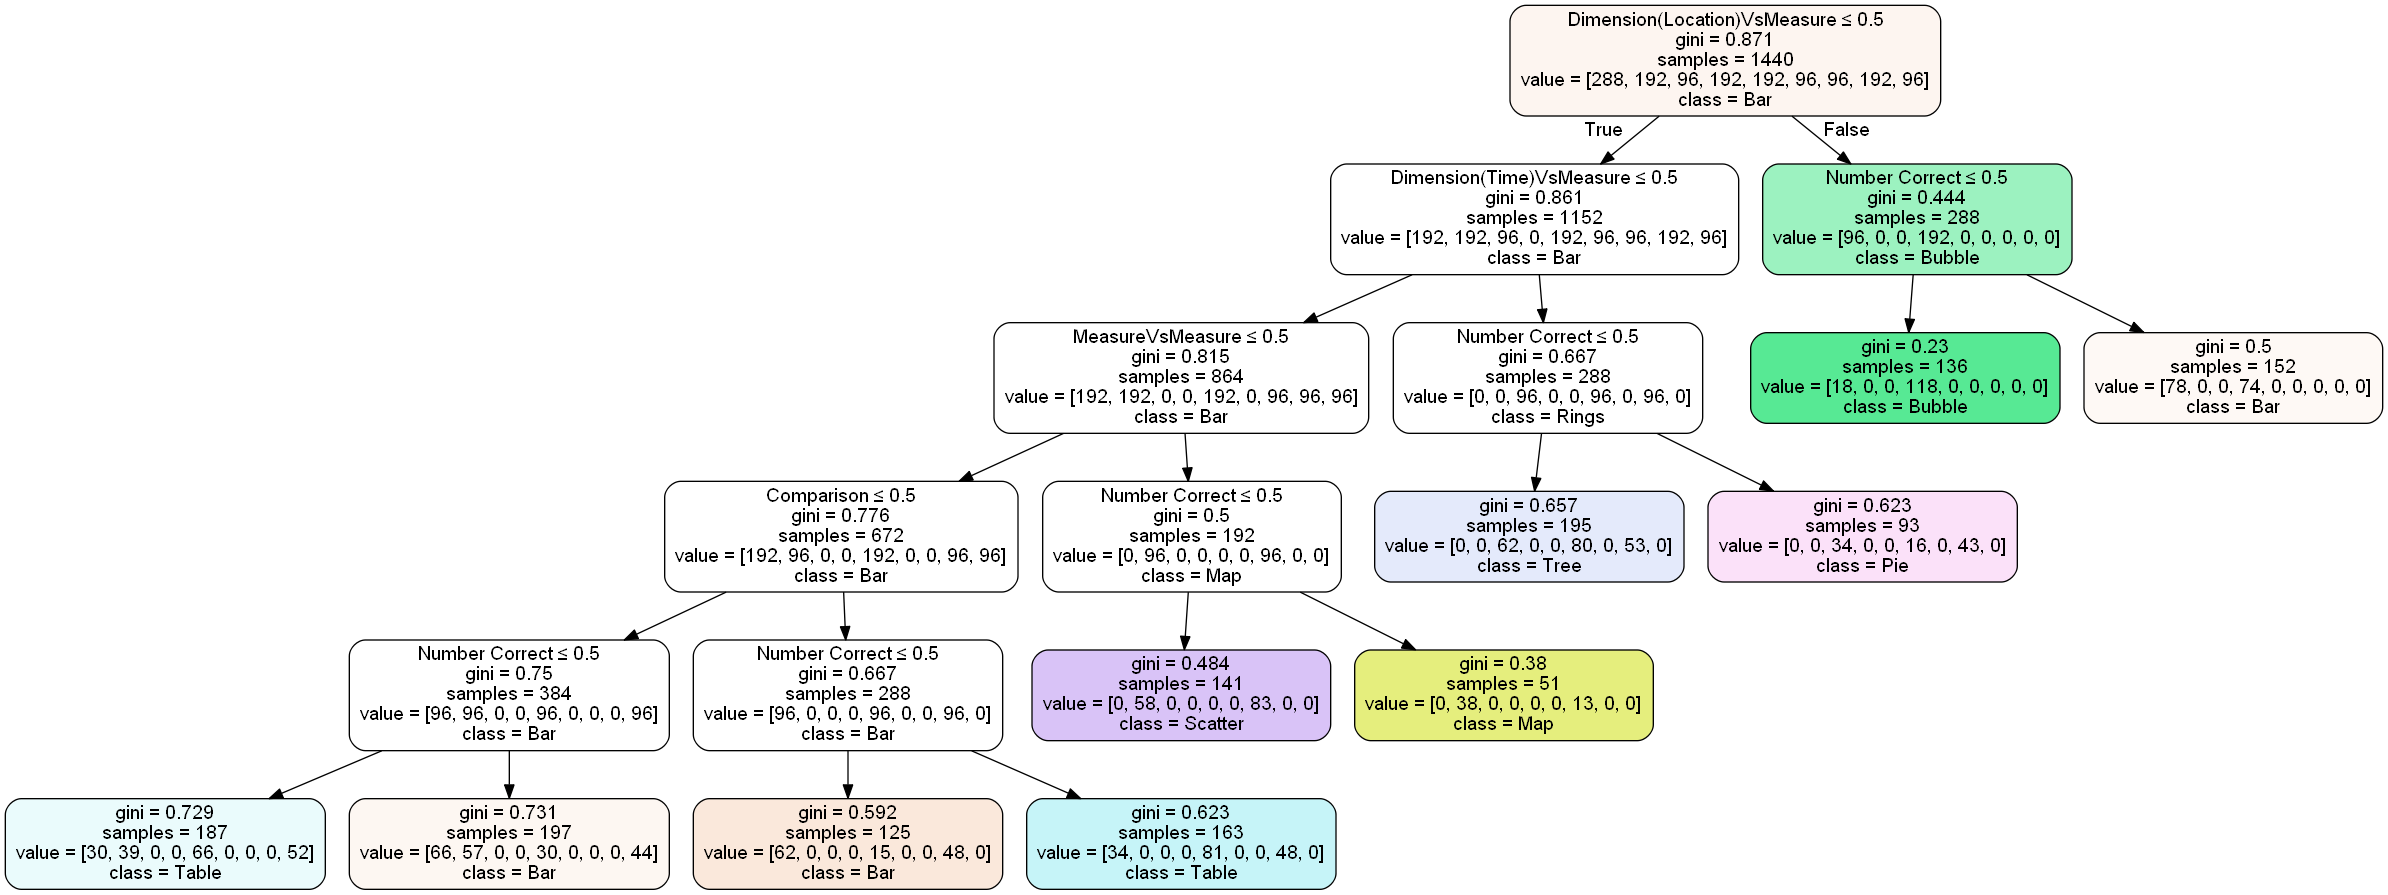 Dimension(Location)VsMeasure ≤ 0.5
gini = 0.871
samples = 1440
value = [288, 192, 96, 192, 192, 96, 96, 192, 96]
class = Bar
True
False
Dimension(Time)VsMeasure ≤ 0.5
gini = 0.861
samples = 1152
value = [192, 192, 96, 0, 192, 96, 96, 192, 96]
class = Bar
Number Correct ≤ 0.5
gini = 0.444
samples = 288
value = [96, 0, 0, 192, 0, 0, 0, 0, 0]
class = Bubble
MeasureVsMeasure ≤ 0.5
gini = 0.815
samples = 864
value = [192, 192, 0, 0, 192, 0, 96, 96, 96]
class = Bar
Number Correct ≤ 0.5
gini = 0.667
samples = 288
value = [0, 0, 96, 0, 0, 96, 0, 96, 0]
class = Rings
gini = 0.23
samples = 136
value = [18, 0, 0, 118, 0, 0, 0, 0, 0]
class = Bubble
gini = 0.5
samples = 152
value = [78, 0, 0, 74, 0, 0, 0, 0, 0]
class = Bar
Comparison ≤ 0.5
gini = 0.776
samples = 672
value = [192, 96, 0, 0, 192, 0, 0, 96, 96]
class = Bar
Number Correct ≤ 0.5
gini = 0.5
samples = 192
value = [0, 96, 0, 0, 0, 0, 96, 0, 0]
class = Map
gini = 0.657
samples = 195
value = [0, 0, 62, 0, 0, 80, 0, 53, 0]
class = Tree
gini = 0.623
samples = 93
value = [0, 0, 34, 0, 0, 16, 0, 43, 0]
class = Pie
Number Correct ≤ 0.5
gini = 0.75
samples = 384
value = [96, 96, 0, 0, 96, 0, 0, 0, 96]
class = Bar
Number Correct ≤ 0.5
gini = 0.667
samples = 288
value = [96, 0, 0, 0, 96, 0, 0, 96, 0]
class = Bar
gini = 0.484
samples = 141
value = [0, 58, 0, 0, 0, 0, 83, 0, 0]
class = Scatter
gini = 0.38
samples = 51
value = [0, 38, 0, 0, 0, 0, 13, 0, 0]
class = Map
gini = 0.729
samples = 187
value = [30, 39, 0, 0, 66, 0, 0, 0, 52]
class = Table
gini = 0.731
samples = 197
value = [66, 57, 0, 0, 30, 0, 0, 0, 44]
class = Bar
gini = 0.592
samples = 125
value = [62, 0, 0, 0, 15, 0, 0, 48, 0]
class = Bar
gini = 0.623
samples = 163
value = [34, 0, 0, 0, 81, 0, 0, 48, 0]
class = Table